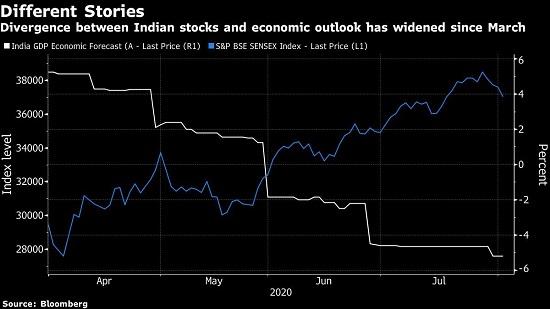 Different Stories
Divergence between Indian stocks and economic outlook has widened since March
India GDP Economic Forecast (A - Last Price (R1) S&P BSE SENSEX Index - Last Price (L1)
38000
36000
34000
32000
30000
28000
Index level
6
4
2
0
-2
-4
-6
Percent
Apr May Jun Jul
2020
Source: Bloomberg